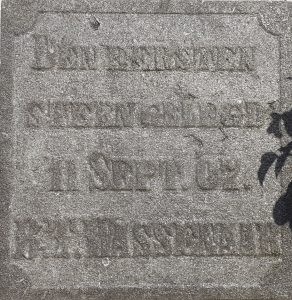 DEN EERSTEN
STEEN GELEGD
11 SEPT. 02.